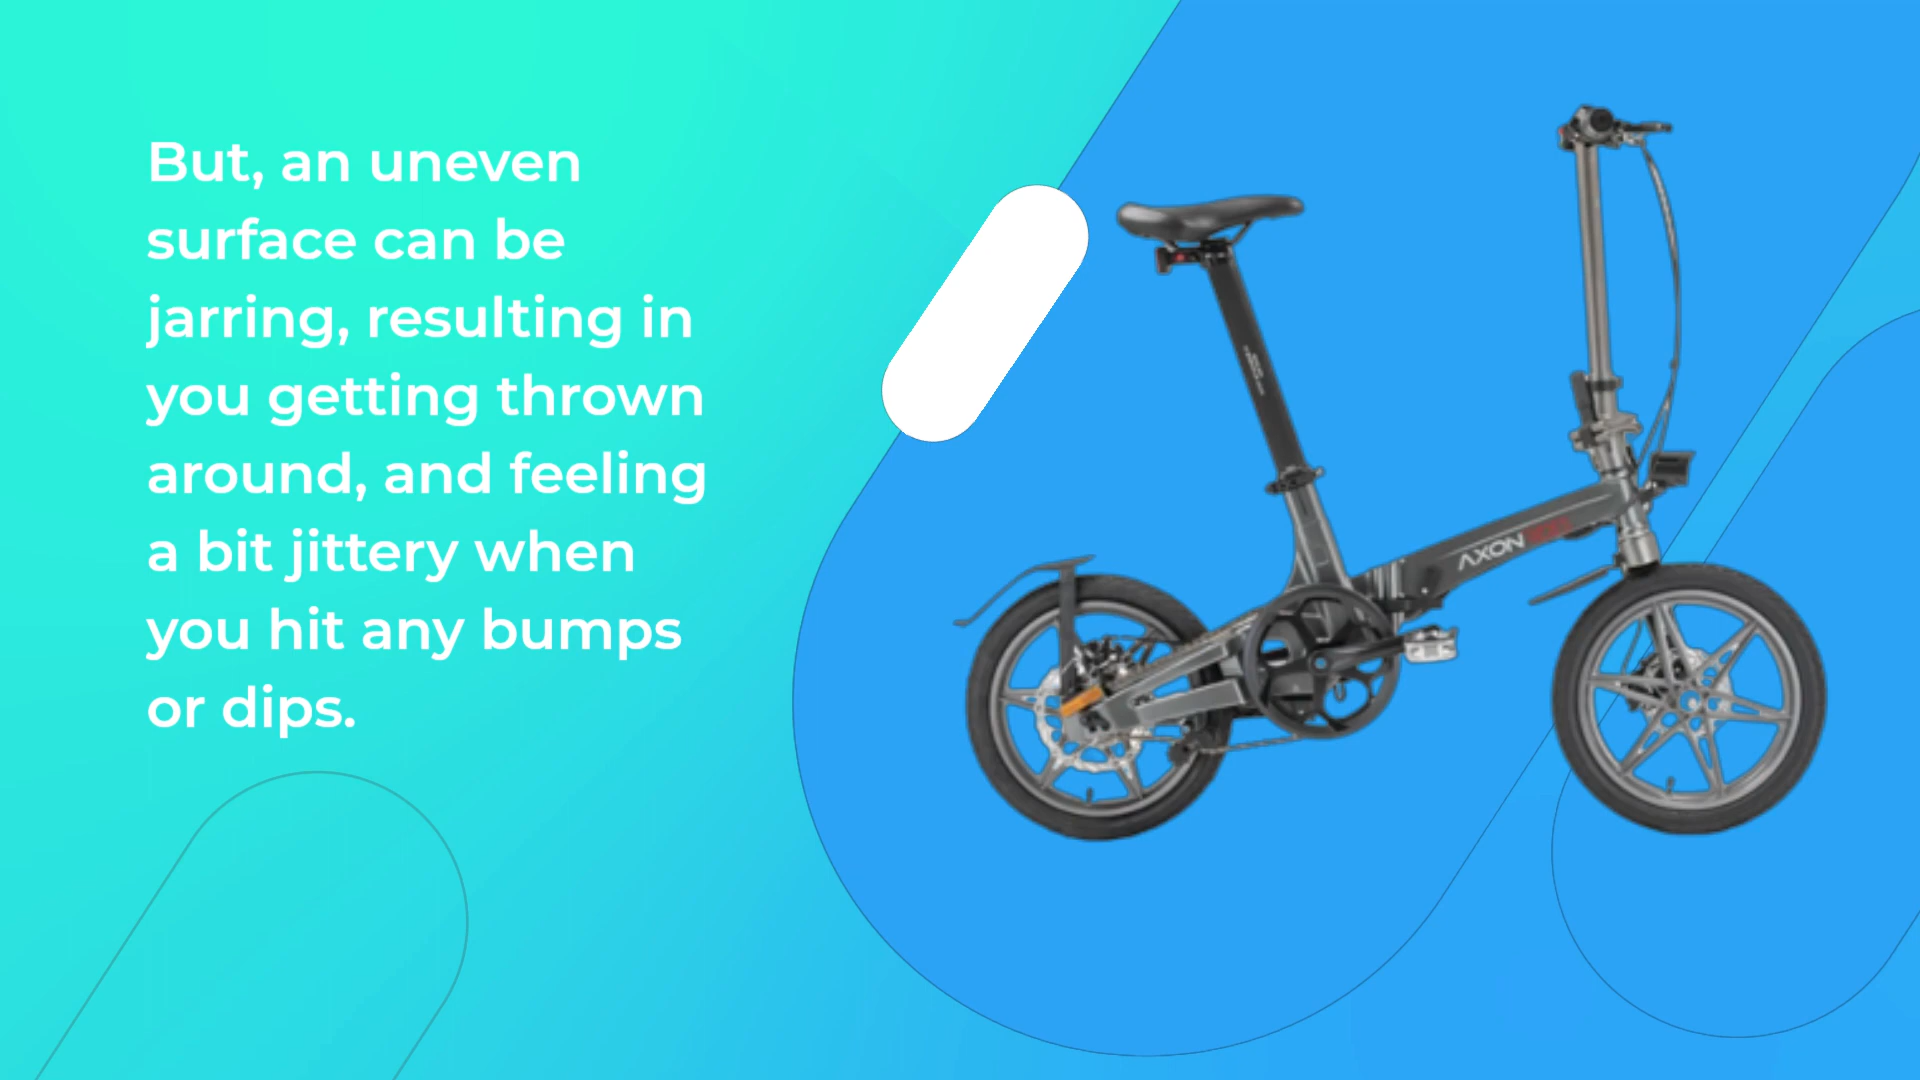 But, an uneven
surface can be
jarring, resulting in
you getting thrown
around, and feeling
a bit jittery when
you hit any bumps
or dips.
AXON